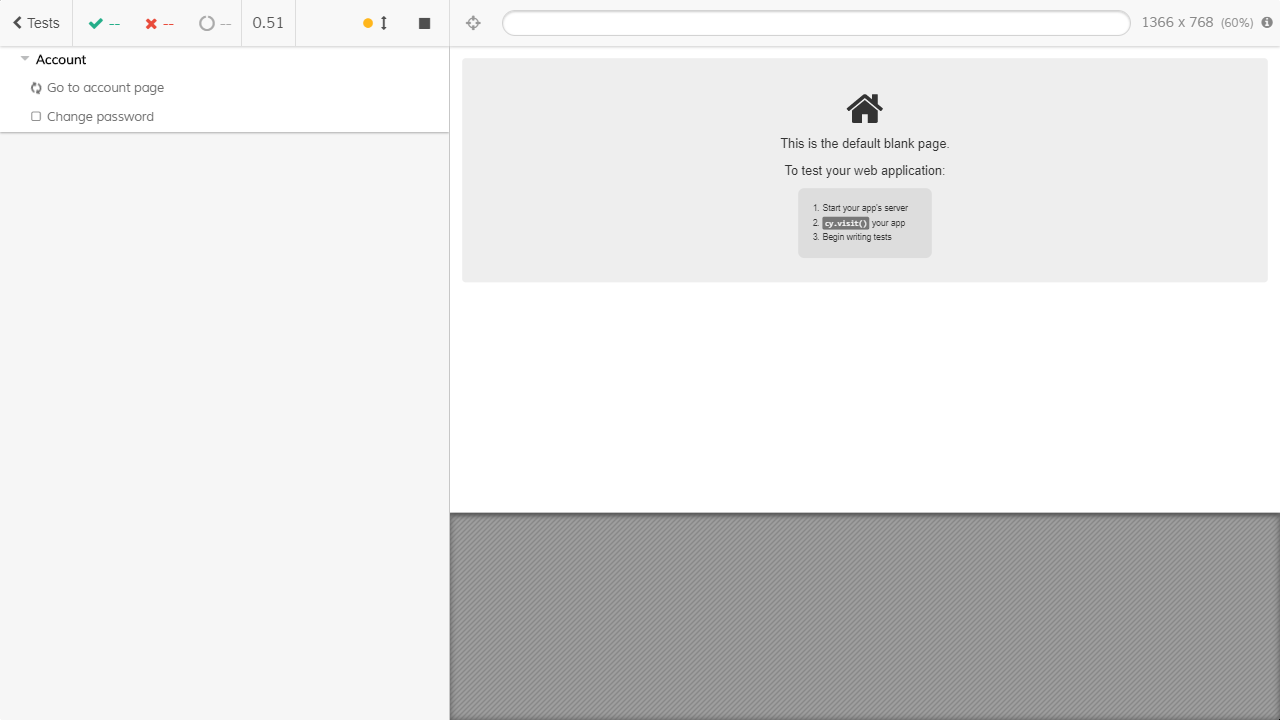 Tests -- -- -- 0.51 1366 x 768 (60%)
Account
Go to account page
Change password
This is the default blank page.
To test your web application:
1. Start your app's server
2. cy.visit() your app
3. Begin writing tests